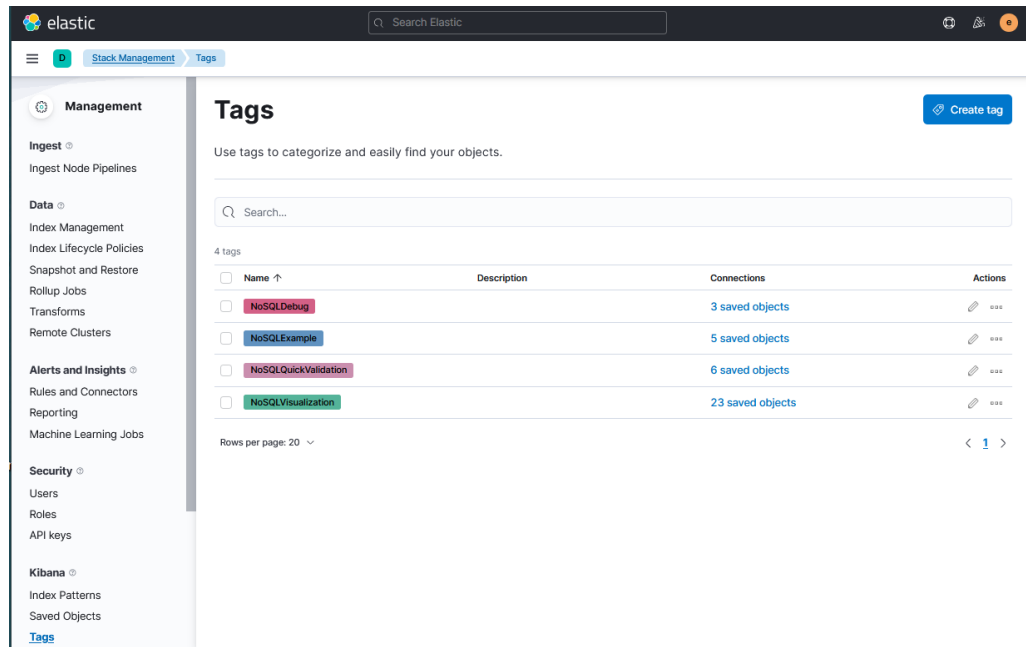 elastic
Search Elastic
e
D
Stack Management
Tags
Management
Ingest
Ingest Node Pipelines
Data
Index Management
Index Lifecycle Policies
Snapshot and Restore
Rollup Jobs
Transforms
Remote Clusters
Alerts and Insights
Rules and Connectors
Reporting
Machine Learning Jobs
Security
Users
Roles
API keys
Kibana
Index Patterns
Saved Objects
Tags
Tags
Create tag
Use tags to categorize and easily find your objects.
Search...
4 tags
Name Description Connections Actions
NoSQLDebug 3 saved objects
NoSQLExample 5 saved objects
NoSQLQuickValidation 6 saved objects
NoSQLVisualization 23 saved objects
Rows per page: 20
1